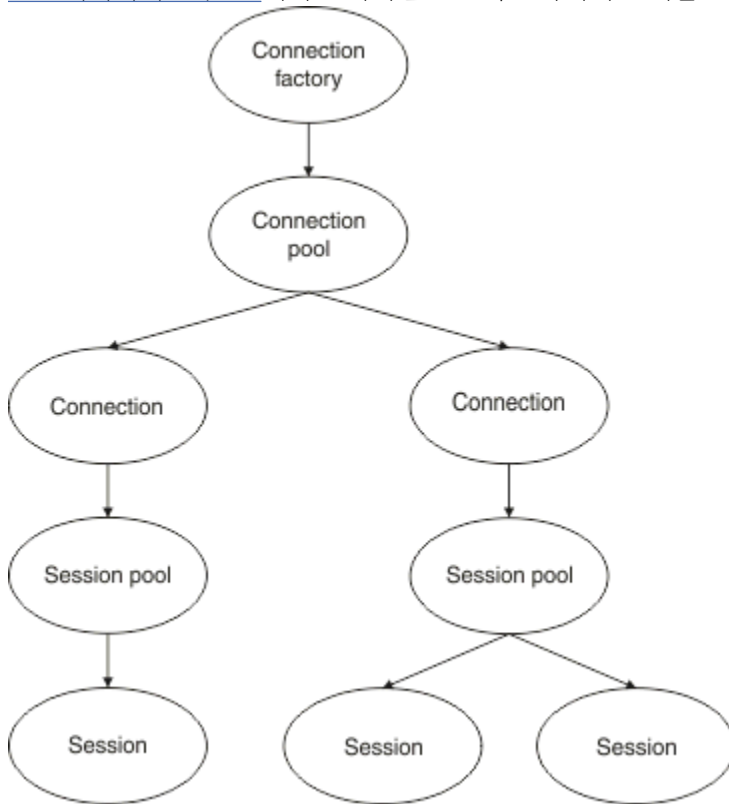 Connection
factory
Connection
pool
Connection
Connection
Session pool
Session pool
Session
Session
Session